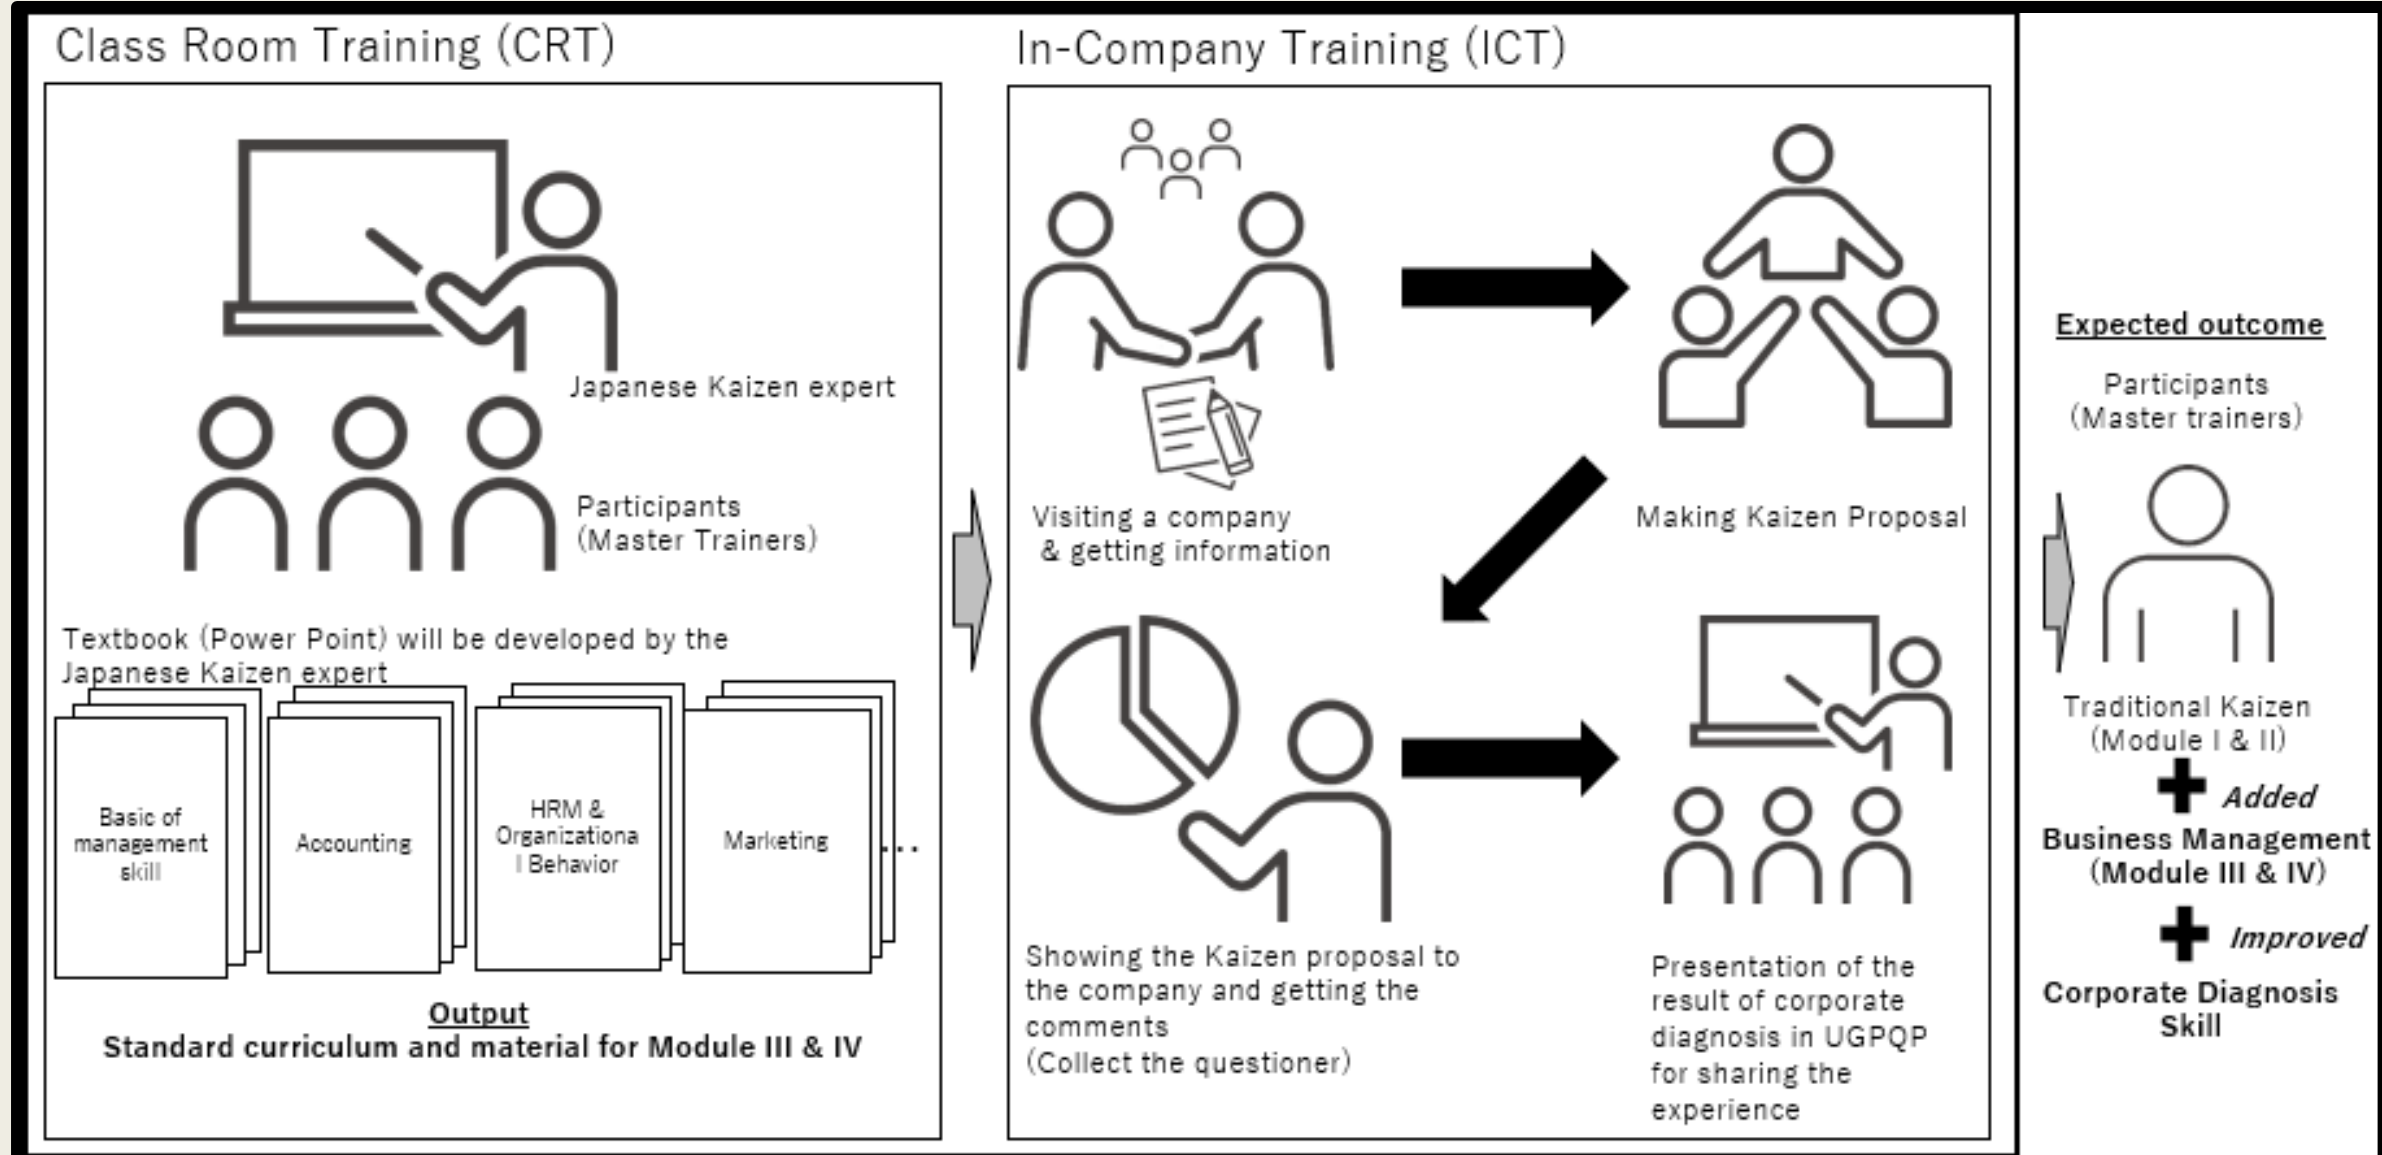 Class Room Training (CRT)
Japanese Kaizen expert
Participants
(Master Trainers)
Textbook (Power Point) will be developed by the
Japanese Kaizen expert
Basic of
management
skill
Accounting
HRM &
Organizationa
l Behavior
Marketing
...
Output
Standard curriculum and material for Module III & IV
In-Company Training (ICT)
Visiting a company
& getting information
Making Kaizen Proposal
Showing the Kaizen proposal to
the company and getting the
comments
(Collect the questioner)
Presentation of the
result of corporate
diagnosis in UGPQP
for sharing the
experience
Expected outcome
Participants
(Master trainers)
Traditional Kaizen
(Module I & II)
Added
Business Management
(Module III & IV)
Improved
Corporate Diagnosis
Skill